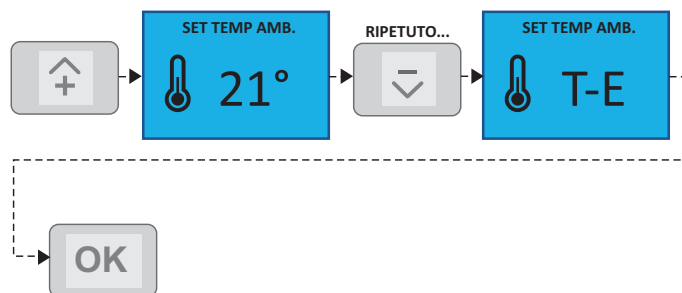 SET TEMP AMB.
21°
RIPETUTO...
SET TEMP AMB.
T-E
OK